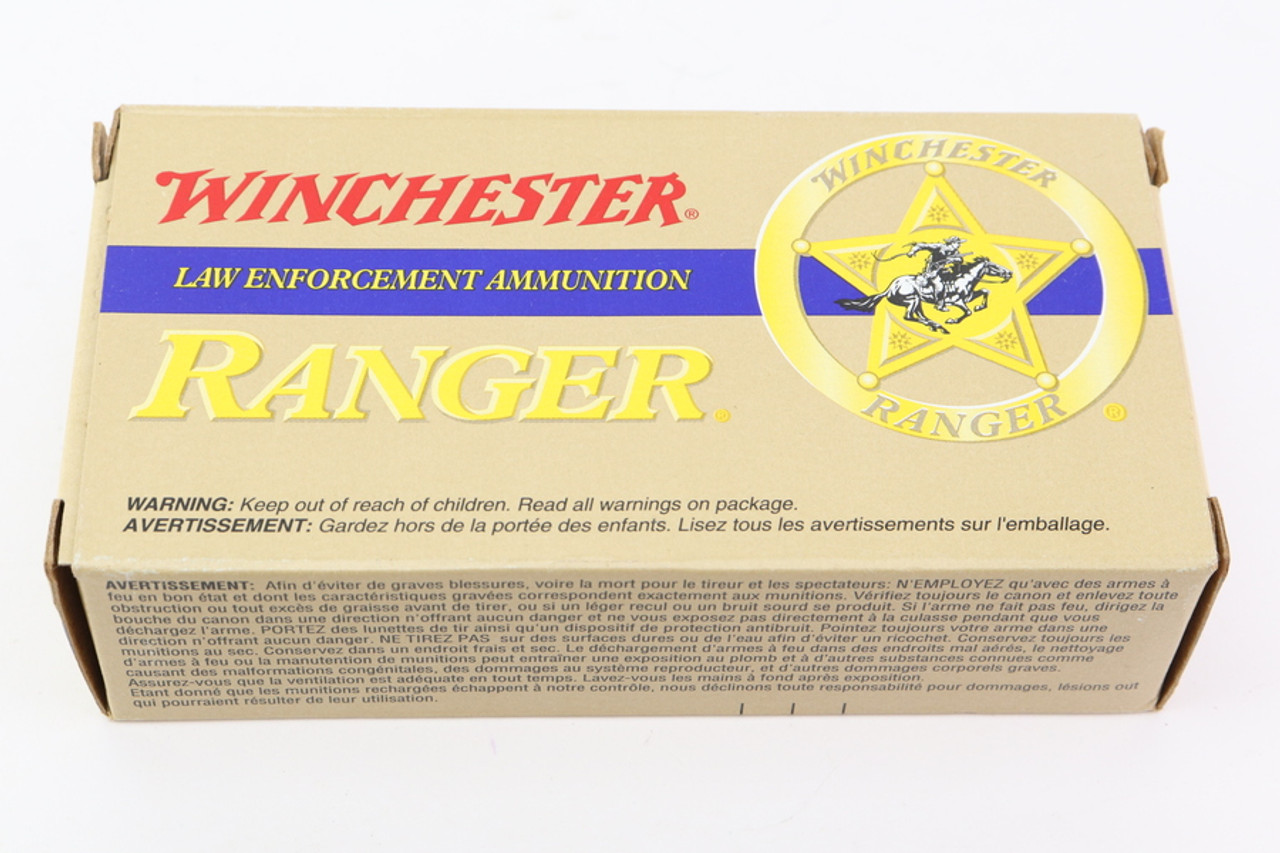 WINCHESTER®
LAW ENFORCEMENT AMMUNITION
RANGER®
WINCHESTER
RANGER ®
WARNING: Keep out of reach of children. Read all warnings on package.
AVERTISSEMENT: Gardez hors de la portée des enfants. Lisez tous les avertissements sur l'emballage.
AVERTISSEMENT: Afin d'éviter de graves blessures, voire la mort pour le tireur et les spectateurs: N'EMPLOYEZ qu'avec des armes à
feu en bon état et dont les caractéristiques gravées correspondent exactement aux munitions. Vérifiez toujours le canon et enlevez toute
obstruction ou tout excés de graisse avant de tirer, ou si un léger recul ou un bruit sourd se produit. Si l'arme ne fait pas feu, dirigez la
bouche du canon dans une direction n'offrant aucun danger et ne vous exposez pas directement à la culasse pendant que vous
déchargez l'arme. PORTEZ des lunettes de tir ainsi qu'un dispositif de protection antibruit. Pointez toujours votre arme dans une
direction n'offrant aucun danger. NE TIREZ PAS sur des surfaces dures ou de l'eau afin d'éviter un ricochet. Conservez toujours les
munitions au sec. Conservez dans un endroit frais et sec. Le déchargement d'armes à feu dans des endroits mal aérés, le nettoyage
d'armes à feu ou la manutention de munitions peut entraîner une exposition au plomb et à d'autres substances connues comme
causant des malformations congénitales, des dommages au système reproducteur, et d'autres dommages corporels graves.
Assurez-vous que la ventilation est adéquate en tout temps. Lavez-vous les mains à fond après exposition.
Etant donné que les munitions rechargées échappent à notre contrôle, nous déclinons toute responsabilité pour dommages, lésions out
qui pourraient résulter de leur utilisation.